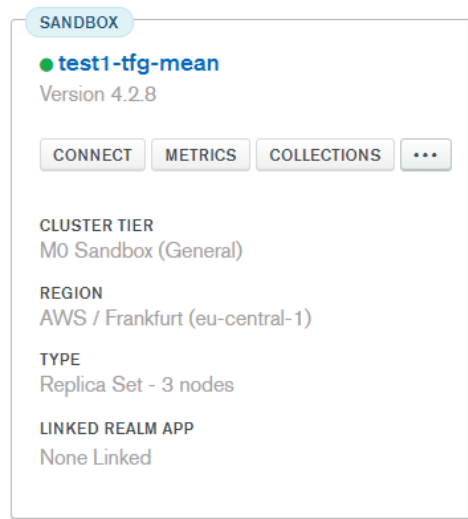 SANDBOX
test1-tfg-mean
Version 4.2.8
CONNECT METRICS COLLECTIONS ...
CLUSTER TIER
M0 Sandbox (General)
REGION
AWS / Frankfurt (eu-central-1)
TYPE
Replica Set - 3 nodes
LINKED REALM APP
None Linked